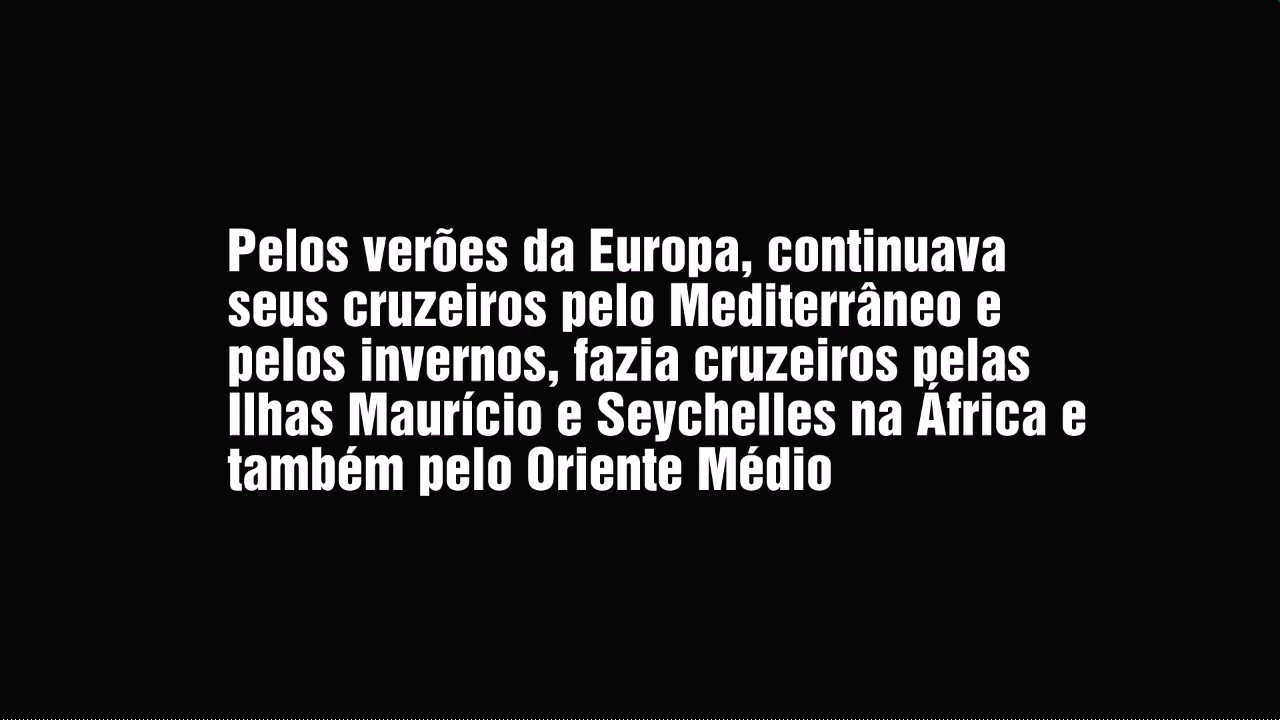 Pelos verões da Europa, continuava
seus cruzeiros pelo Mediterrâneo e
pelos invernos, fazia cruzeiros pelas
Ilhas Maurício e Seychelles na África e
também pelo Oriente Médio